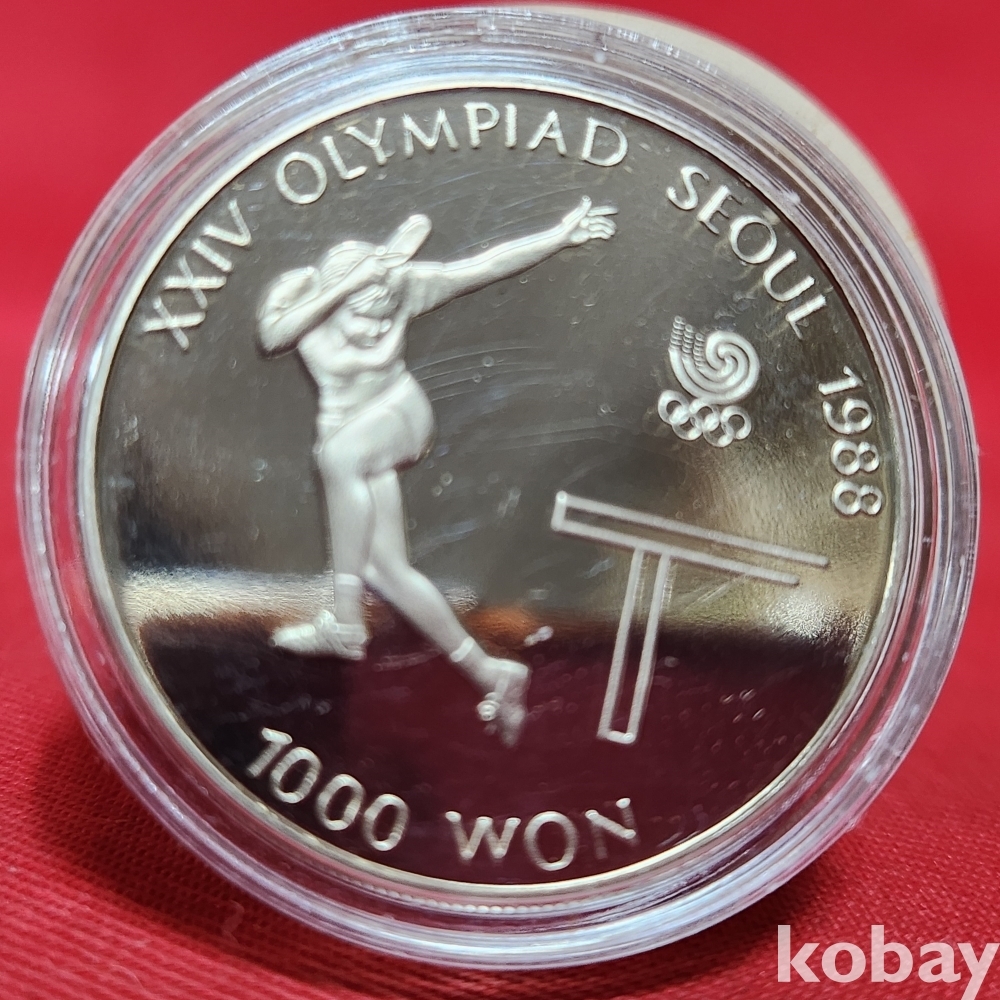 XXIV OLYMPIAD SEOUL 1988
1000 WON
kobay